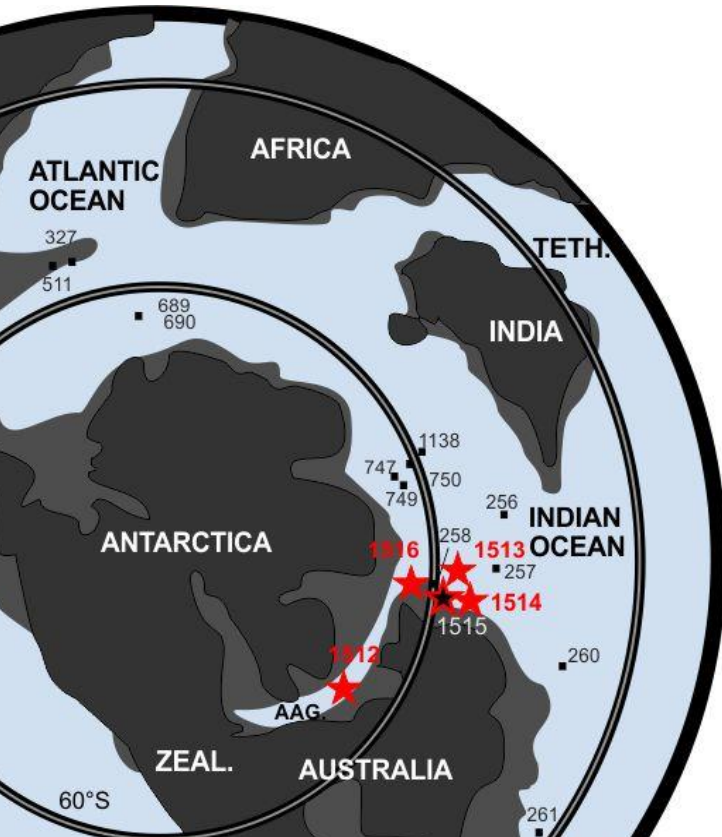 AFRICA
ATLANTIC
OCEAN
327
TETH.
511
689
690
INDIA
1138
747
750
749
256
INDIAN
OCEAN
258
ANTARCTICA
1516
1513
257
1514
1515
1512
260
AAG.
ZEAL.
AUSTRALIA
60°S
261